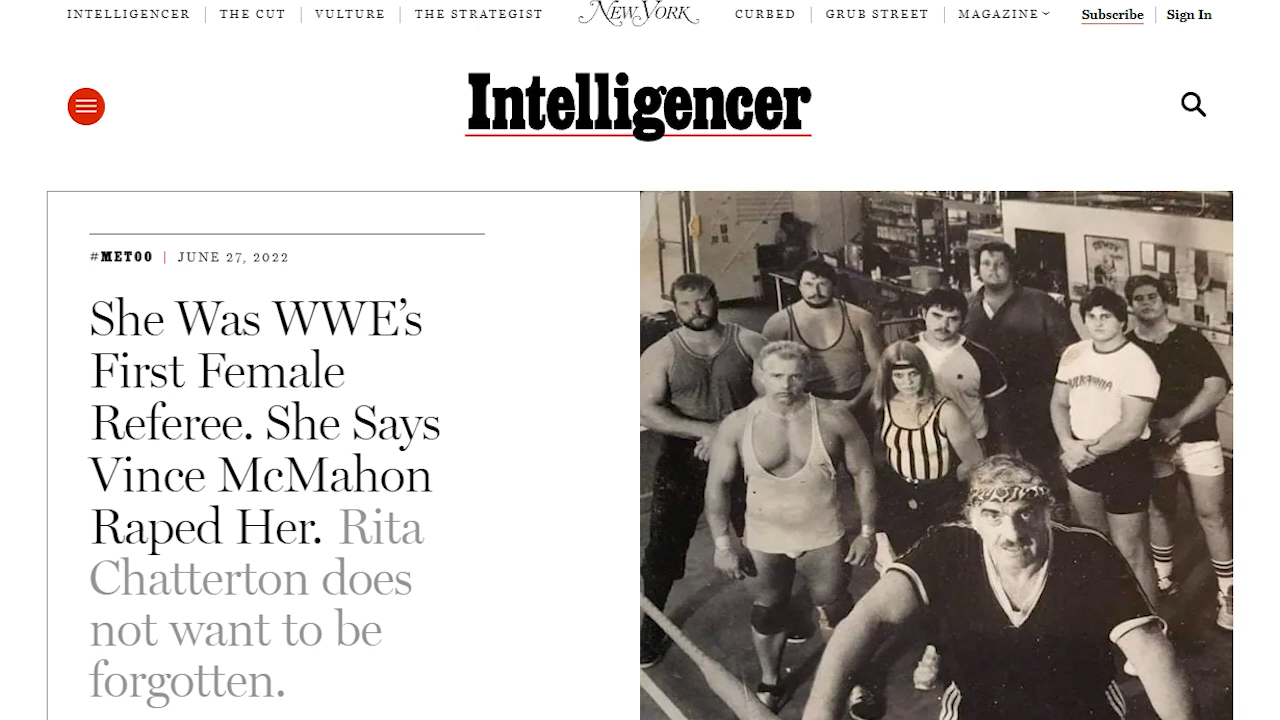 INTELLIGENCER THE CUT VULTURE THE STRATEGIST NEW YORK CURBED GRUB STREET MAGAZINE Subscribe Sign In
Intelligencer
#METOO | JUNE 27, 2022
She Was WWE’s
First Female
Referee. She Says
Vince McMahon
Raped Her. Rita
Chatterton does
not want to be
forgotten.